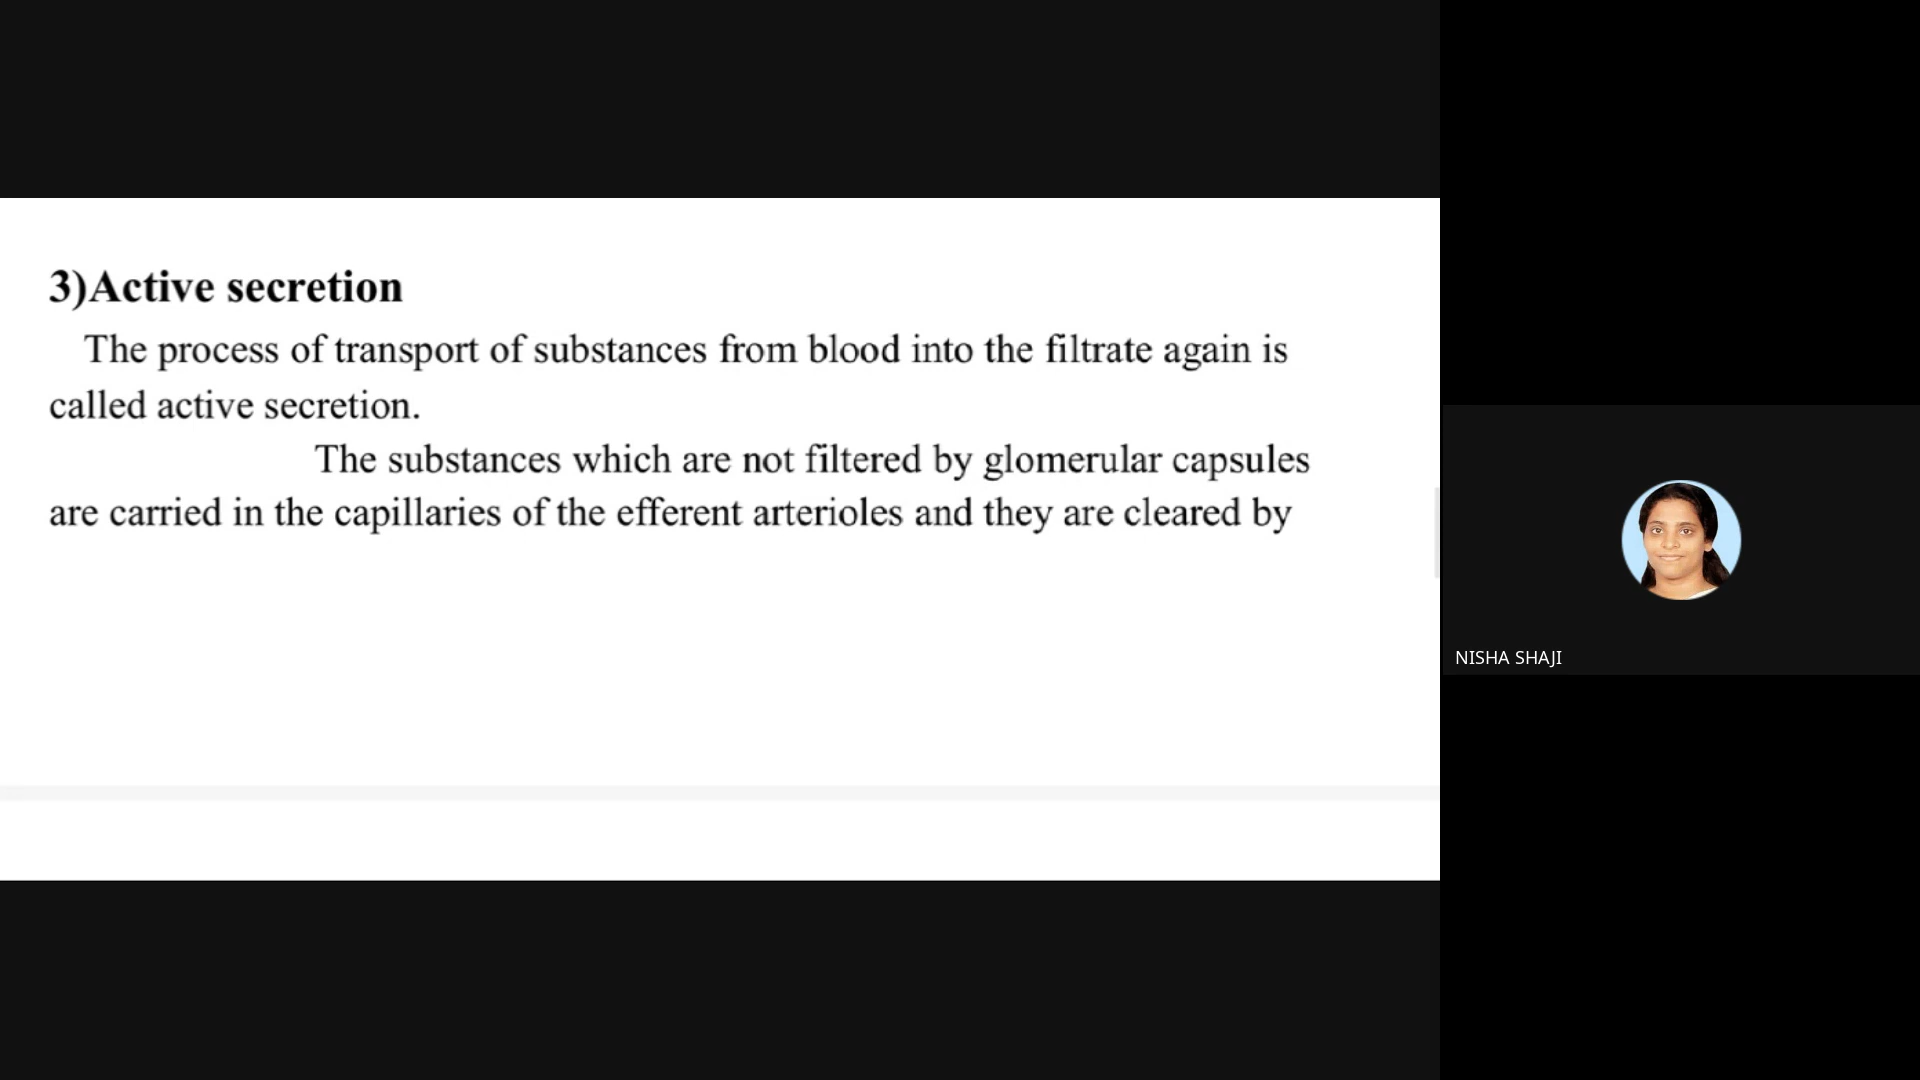 3)Active secretion
The process of transport of substances from blood into the filtrate again is
called active secretion.
The substances which are not filtered by glomerular capsules
are carried in the capillaries of the efferent arterioles and they are cleared by
NISHA SHAJI